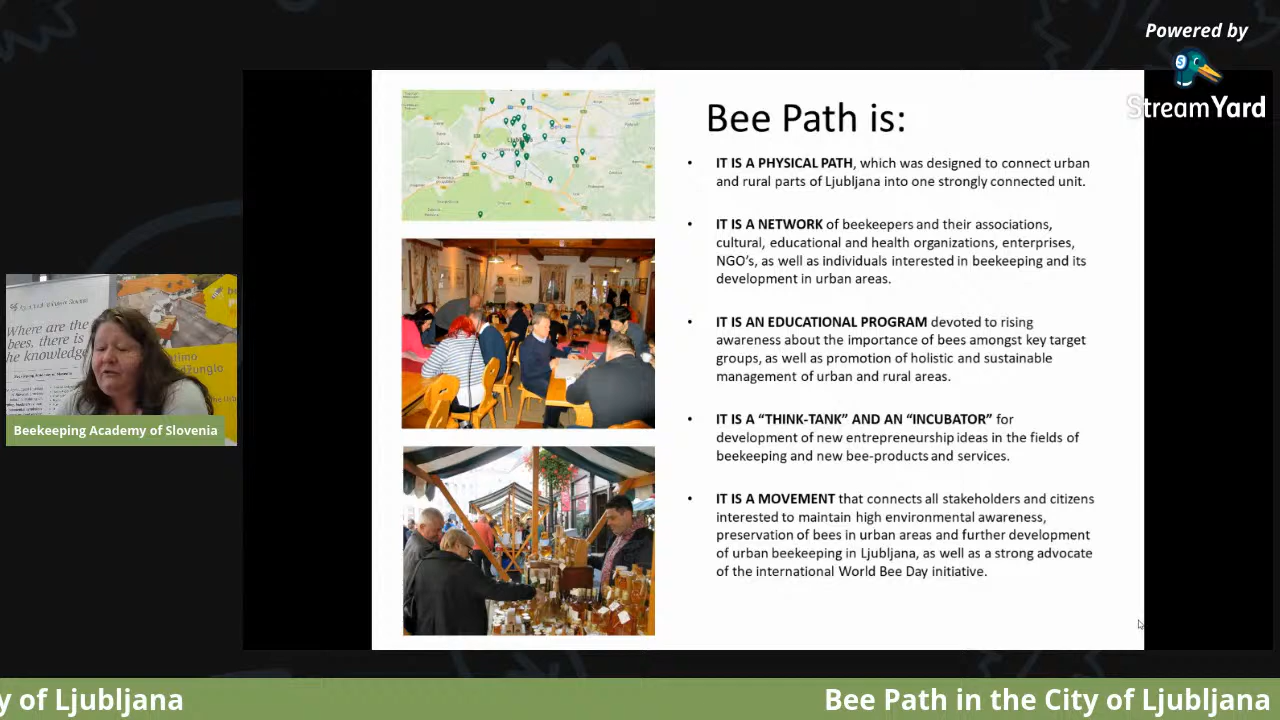 Powered by
StreamYard
Bee Path is:
• IT IS A PHYSICAL PATH, which was designed to connect urban
and rural parts of Ljubljana into one strongly connected unit.
• IT IS A NETWORK of beekeepers and their associations,
cultural, educational and health organizations, enterprises,
NGO's, as well as individuals interested in beekeeping and its
development in urban areas.
• IT IS AN EDUCATIONAL PROGRAM devoted to rising
awareness about the importance of bees amongst key target
groups, as well as promotion of holistic and sustainable
management of urban and rural areas.
• IT IS A “THINK-TANK” AND AN “INCUBATOR” for
development of new entrepreneurship ideas in the fields of
beekeeping and new bee-products and services.
• IT IS A MOVEMENT that connects all stakeholders and citizens
interested to maintain high environmental awareness,
preservation of bees in urban areas and further development
of urban beekeeping in Ljubljana, as well as a strong advocate
of the international World Bee Day initiative.
Where are the
bees, there is
he knowledg
Beekeeping Academy of Slovenia
y of Ljubljana
Bee Path in the City of Ljubljana